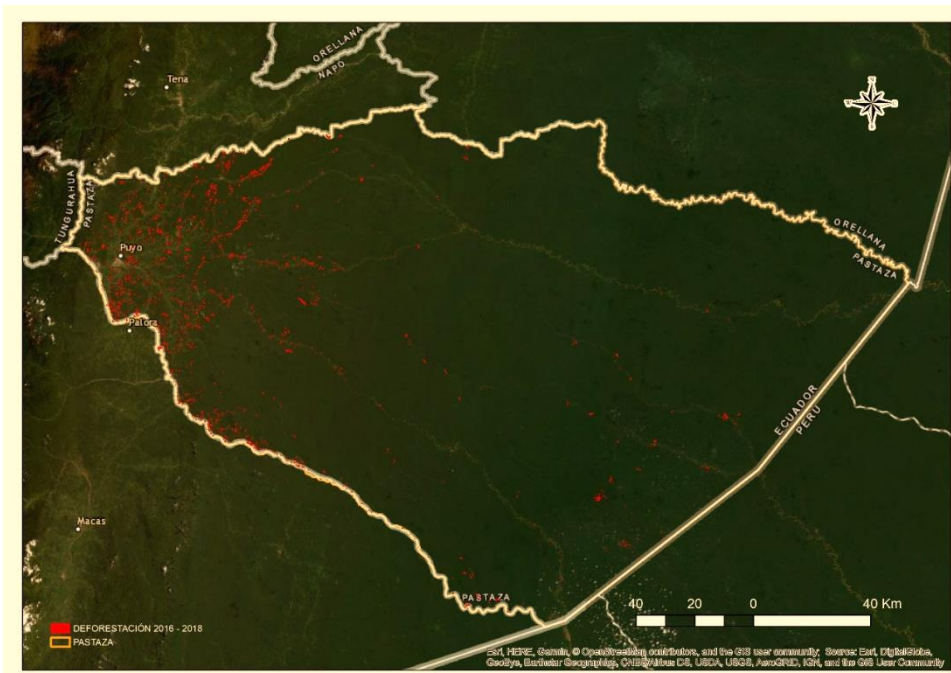 ORELLANA
NAPO
Tena
TUNGURAHUA
PASTAZA
Puyo
ORELLANA
PASTAZA
Palora
ECUADOR
PERÚ
Macas
PASTAZA
40 20 0 40 Km
DEFORESTACIÓN 2016 - 2018
PASTAZA
Esri, HERE, Garmin, © OpenStreetMap contributors, and the GIS user community; Source: Esri, DigitalGlobe,
GeoEye, Earthstar Geographics, CNES/Airbus DS, USDA, USGS, AeroGRID, IGN, and the GIS User Community